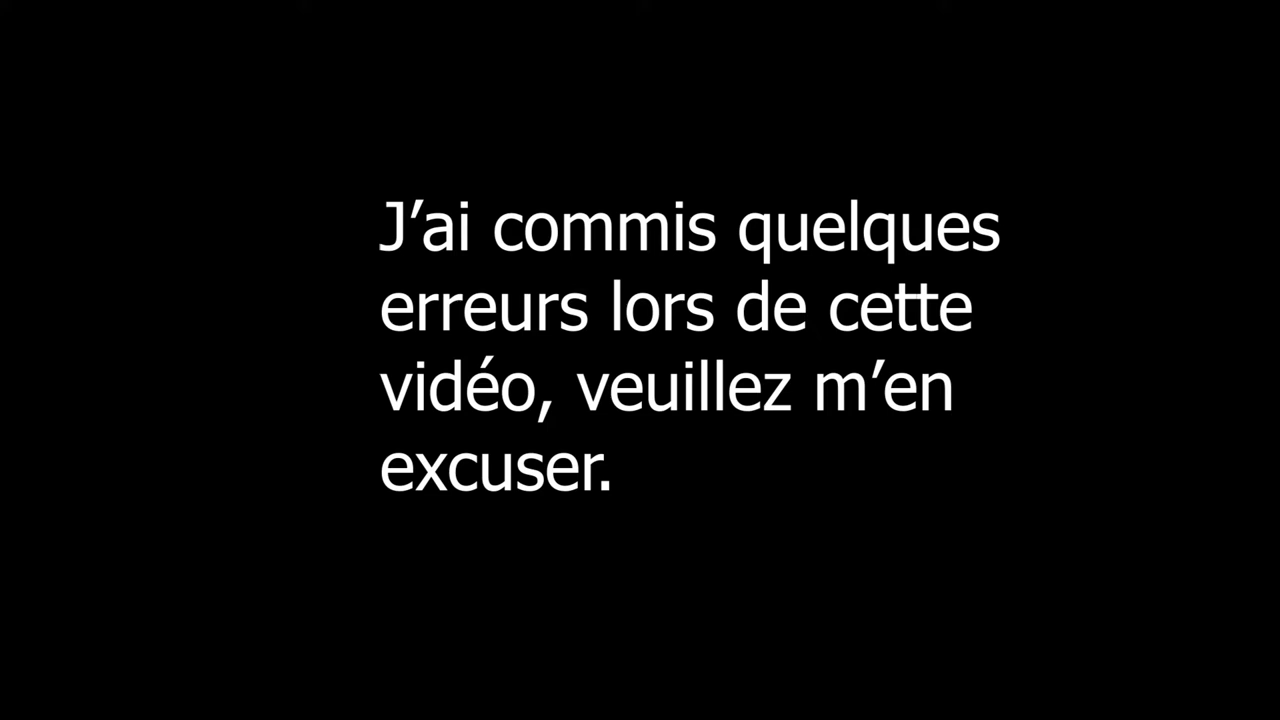 J’ai commis quelques
erreurs lors de cette
vidéo, veuillez m’en
excuser.